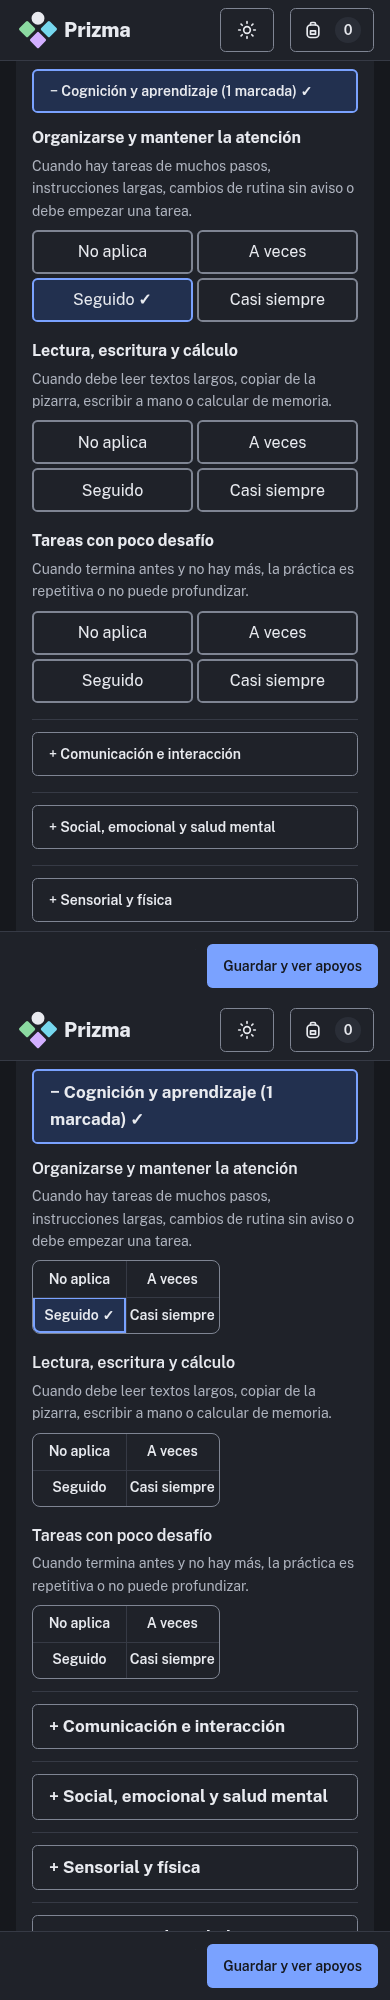 Prizma
0
− Cognición y aprendizaje (1 marcada) ✓
Organizarse y mantener la atención
Cuando hay tareas de muchos pasos,
instrucciones largas, cambios de rutina sin aviso o
debe empezar una tarea.
No aplica
A veces
Seguido ✓
Casi siempre
Lectura, escritura y cálculo
Cuando debe leer textos largos, copiar de la
pizarra, escribir a mano o calcular de memoria.
No aplica
A veces
Seguido
Casi siempre
Tareas con poco desafío
Cuando termina antes y no hay más, la práctica es
repetitiva o no puede profundizar.
No aplica
A veces
Seguido
Casi siempre
+ Comunicación e interacción
+ Social, emocional y salud mental
+ Sensorial y física
Guardar y ver apoyos
Prizma
0
− Cognición y aprendizaje (1
marcada) ✓
Organizarse y mantener la atención
Cuando hay tareas de muchos pasos,
instrucciones largas, cambios de rutina sin aviso o
debe empezar una tarea.
No aplica
A veces
Seguido ✓
Casi siempre
Lectura, escritura y cálculo
Cuando debe leer textos largos, copiar de la
pizarra, escribir a mano o calcular de memoria.
No aplica
A veces
Seguido
Casi siempre
Tareas con poco desafío
Cuando termina antes y no hay más, la práctica es
repetitiva o no puede profundizar.
No aplica
A veces
Seguido
Casi siempre
+ Comunicación e interacción
+ Social, emocional y salud mental
+ Sensorial y física
Guardar y ver apoyos